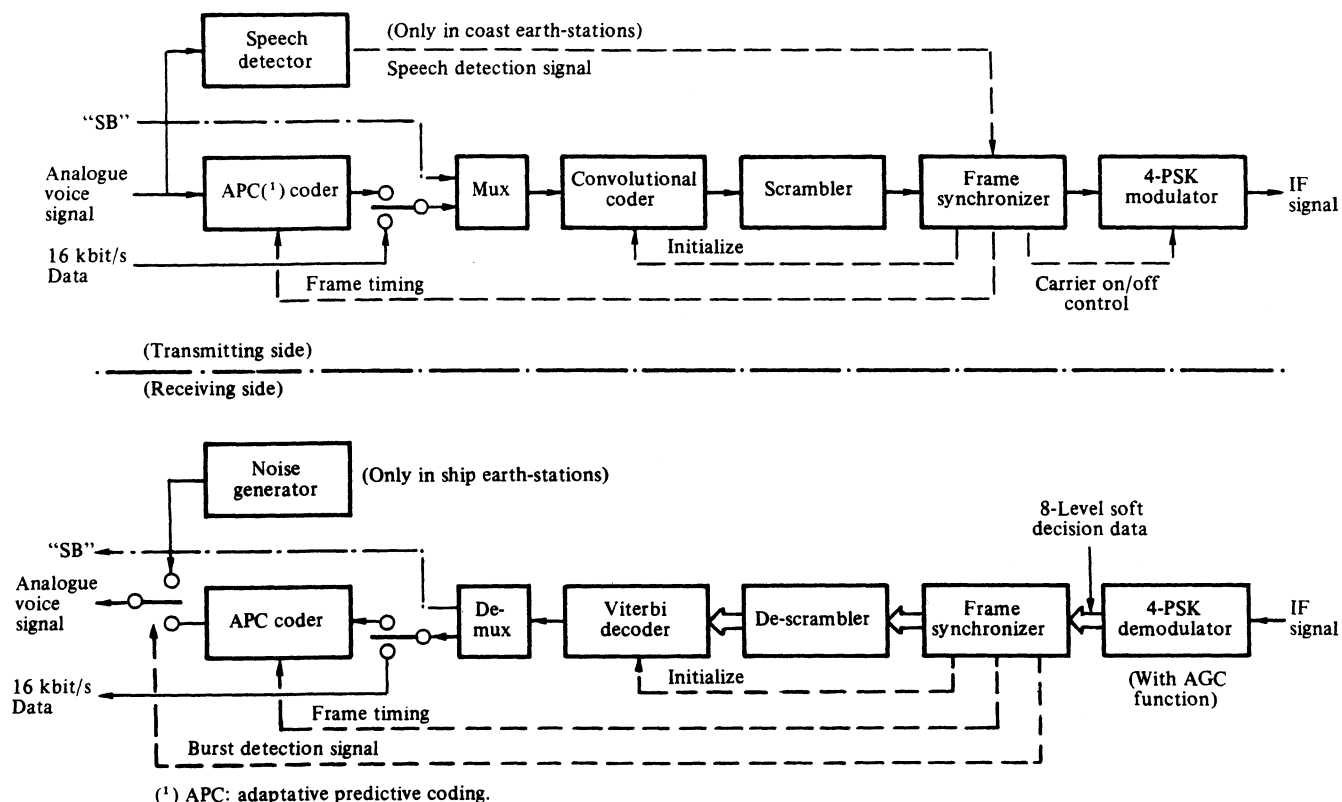 Speech
detector
(Only in coast earth-stations)
Speech detection signal
“SB”
Analogue
voice
signal
APC(¹) coder
Mux
Convolutional
coder
Scrambler
Frame
synchronizer
4-PSK
modulator
IF
signal
16 kbit/s
Data
Initialize
Frame timing
Carrier on/off
control
(Transmitting side)
(Receiving side)
Noise
generator
(Only in ship earth-stations)
8-Level soft
decision data
“SB”
Analogue
voice
signal
APC coder
De-
mux
Viterbi
decoder
De-scrambler
Frame
synchronizer
4-PSK
demodulator
IF
signal
16 kbit/s
Data
Initialize
(With AGC
function)
Frame timing
Burst detection signal
(¹) APC: adaptative predictive coding.